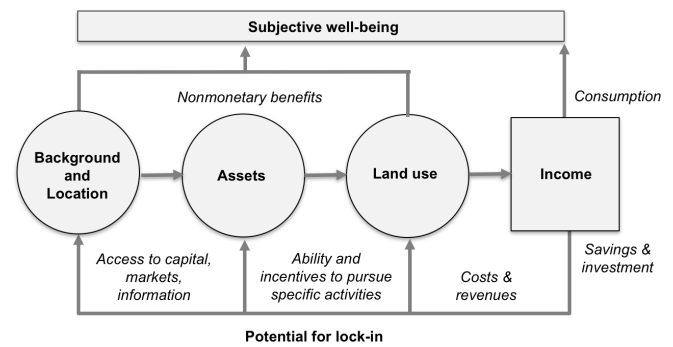 Subjective well-being
Nonmonetary benefits
Consumption
Background
and
Location
Assets
Land use
Income
Access to capital,
markets,
information
Ability and
incentives to pursue
specific activities
Costs &
revenues
Savings &
investment
Potential for lock-in